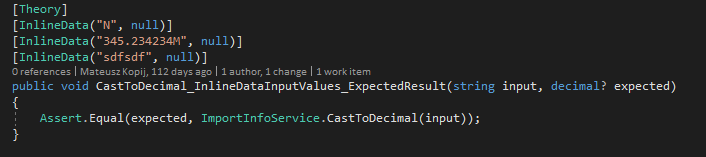 [Theory]
[InlineData("N", null)]
[InlineData("345.234234M", null)]
[InlineData("sdfsdf", null)]
0 references | Mateusz Kopij, 112 days ago | 1 author, 1 change | 1 work item
public void CastToDecimal_InlineDataInputValues_ExpectedResult(string input, decimal? expected)
{
Assert.Equal(expected, ImportInfoService.CastToDecimal(input));
}